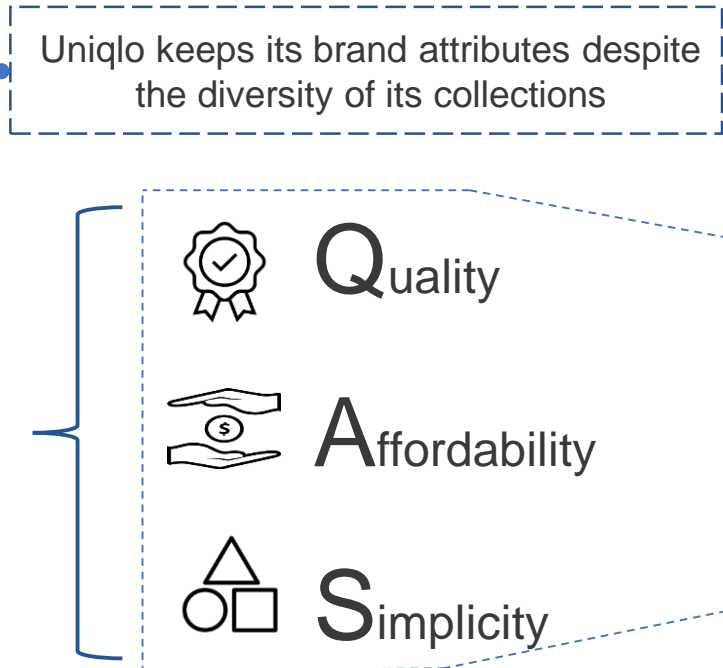 Uniqlo keeps its brand attributes despite
the diversity of its collections
Quality
$
Affordability
Simplicity